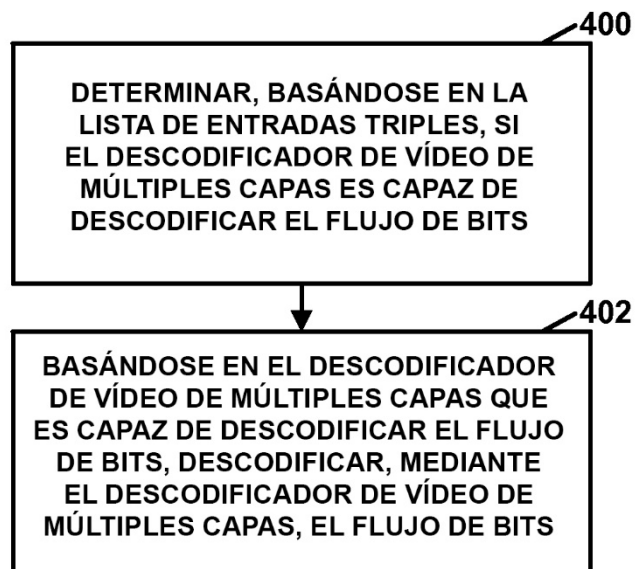 400
DETERMINAR, BASÁNDOSE EN LA
LISTA DE ENTRADAS TRIPLES, SI
EL DESCODIFICADOR DE VÍDEO DE
MÚLTIPLES CAPAS ES CAPAZ DE
DESCODIFICAR EL FLUJO DE BITS
402
BASÁNDOSE EN EL DESCODIFICADOR
DE VÍDEO DE MÚLTIPLES CAPAS QUE
ES CAPAZ DE DESCODIFICAR EL FLUJO
DE BITS, DESCODIFICAR, MEDIANTE
EL DESCODIFICADOR DE VÍDEO DE
MÚLTIPLES CAPAS, EL FLUJO DE BITS